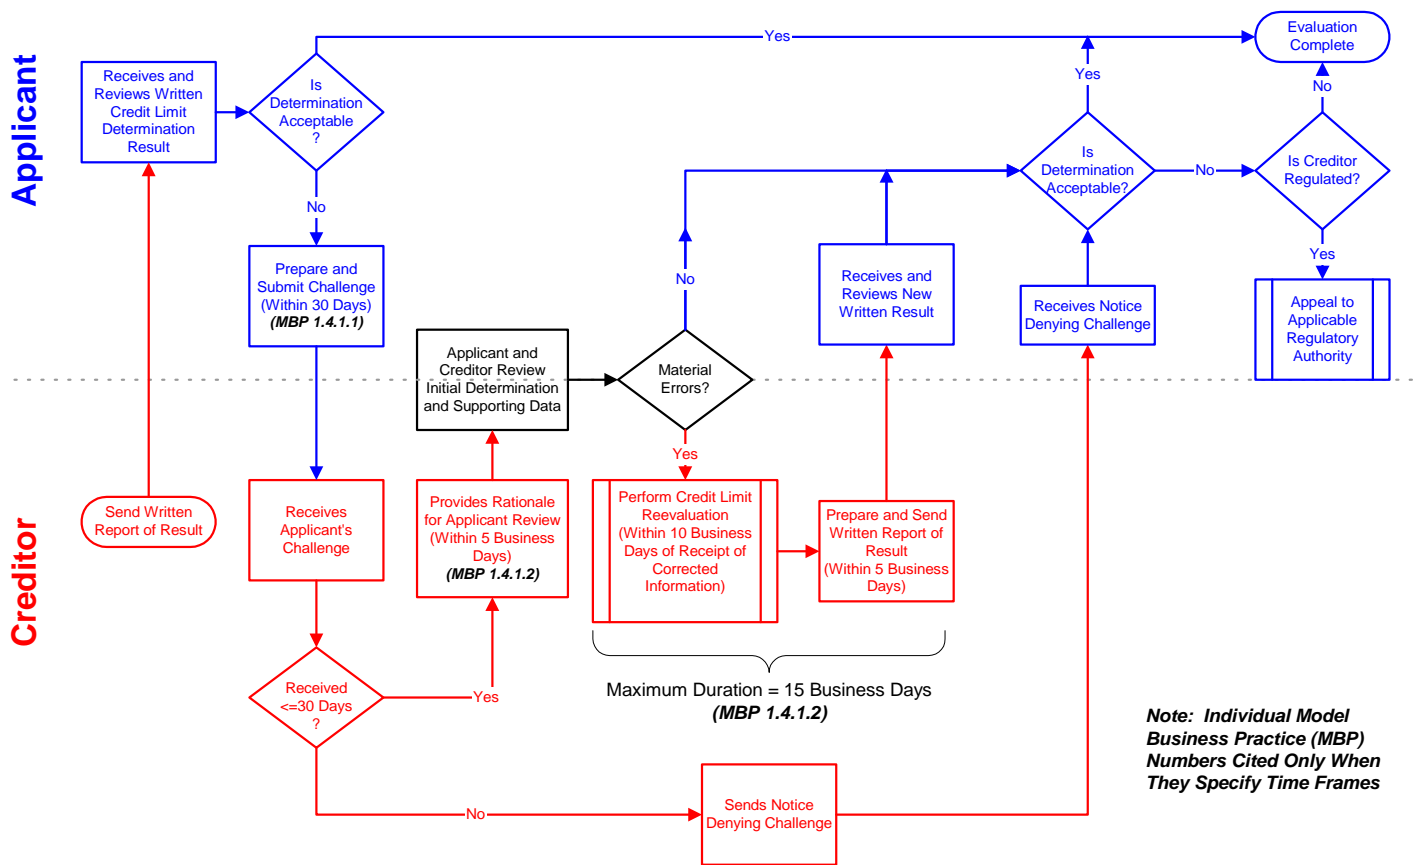 Applicant
Receives and
Reviews Written
Credit Limit
Determination
Result
Is
Determination
Acceptable
?
Yes
No
Prepare and
Submit Challenge
(Within 30 Days)
(MBP 1.4.1.1)
Applicant and
Creditor Review
Initial Determination
and Supporting Data
Material
Errors?
No
Receives and
Reviews New
Written Result
Is
Determination
Acceptable?
Yes
No
Receives Notice
Denying Challenge
Evaluation
Complete
No
Is Creditor
Regulated?
Yes
Appeal to
Applicable
Regulatory
Authority
Creditor
Send Written
Report of Result
Receives
Applicant's
Challenge
Provides Rationale
for Applicant Review
(Within 5 Business
Days)
(MBP 1.4.1.2)
Yes
Perform Credit Limit
Reevaluation
(Within 10 Business
Days of Receipt of
Corrected
Information)
Prepare and Send
Written Report of
Result
(Within 5 Business
Days)
Received
<=30 Days
?
Yes
Maximum Duration = 15 Business Days
(MBP 1.4.1.2)
No
Sends Notice
Denying Challenge
Note: Individual Model
Business Practice (MBP)
Numbers Cited Only When
They Specify Time Frames